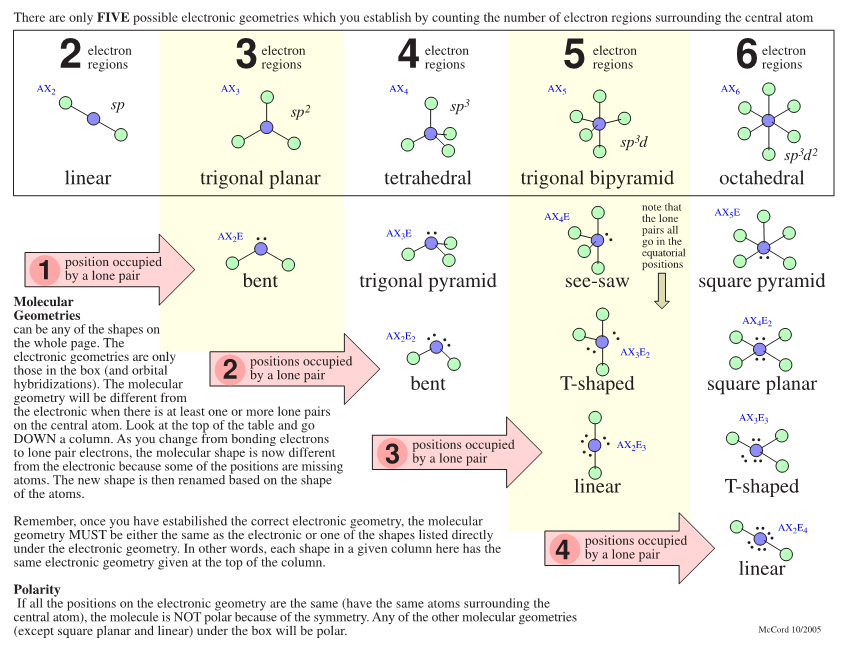 There are only FIVE possible electronic geometries which you establish by counting the number of electron regions surrounding the central atom
2 electron regions
3 electron regions
4 electron regions
5 electron regions
6 electron regions
AX2
sp
AX3
sp2
AX4
sp3
AX5
sp3d
AX6
sp3d2
linear
trigonal planar
tetrahedral
trigonal bipyramid
octahedral
1 position occupied
by a lone pair
AX2E
bent
AX3E
trigonal pyramid
AX4E
see-saw
note that
the lone
pairs all
go in the
equatorial
positions
AX5E
square pyramid
2 positions occupied
by a lone pair
AX2E2
bent
AX3E2
T-shaped
AX4E2
square planar
3 positions occupied
by a lone pair
AX2E3
linear
AX3E3
T-shaped
4 positions occupied
by a lone pair
AX2E4
linear
Molecular
Geometries
can be any of the shapes on
the whole page. The
electronic geometries are only
those in the box (and orbital
hybridizations). The molecular
geometry will be different from
the electronic when there is at least one or more lone pairs
on the central atom. Look at the top of the table and go
DOWN a column. As you change from bonding electrons
to lone pair electrons, the molecular shape is now different
from the electronic because some of the positions are missing
atoms. The new shape is then renamed based on the shape
of the atoms.
Remember, once you have estabilished the correct electronic geometry, the molecular
geometry MUST be either the same as the electronic or one of the shapes listed directly
under the electronic geometry. In other words, each shape in a given column here has the
same electronic geometry given at the top of the column.
Polarity
If all the positions on the electronic geometry are the same (have the same atoms surrounding the
central atom), the molecule is NOT polar because of the symmetry. Any of the other molecular geometries
(except square planar and linear) under the box will be polar.
McCord 10/2005